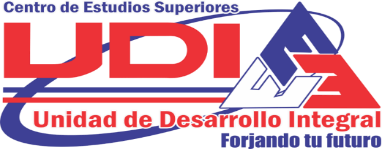 Centro de Estudios Superiores
UDI
Unidad de Desarrollo Integral
Forjando tu futuro